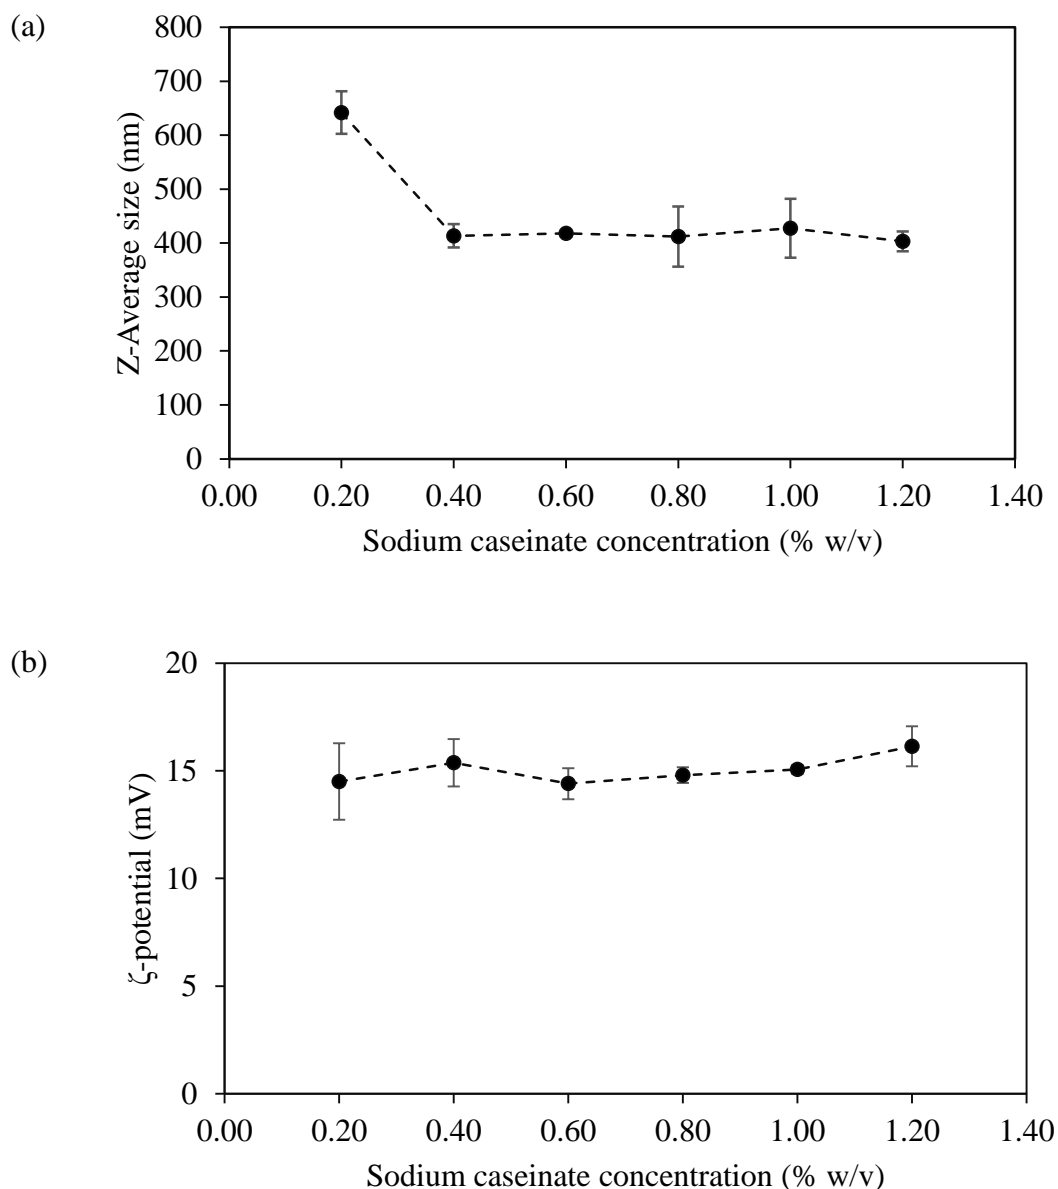 (a)
Z-Average size (nm)
800
700
600
500
400
300
200
100
0
0.00 0.20 0.40 0.60 0.80 1.00 1.20 1.40
Sodium caseinate concentration (% w/v)
(b)
ζ-potential (mV)
20
15
10
5
0
0.00 0.20 0.40 0.60 0.80 1.00 1.20 1.40
Sodium caseinate concentration (% w/v)